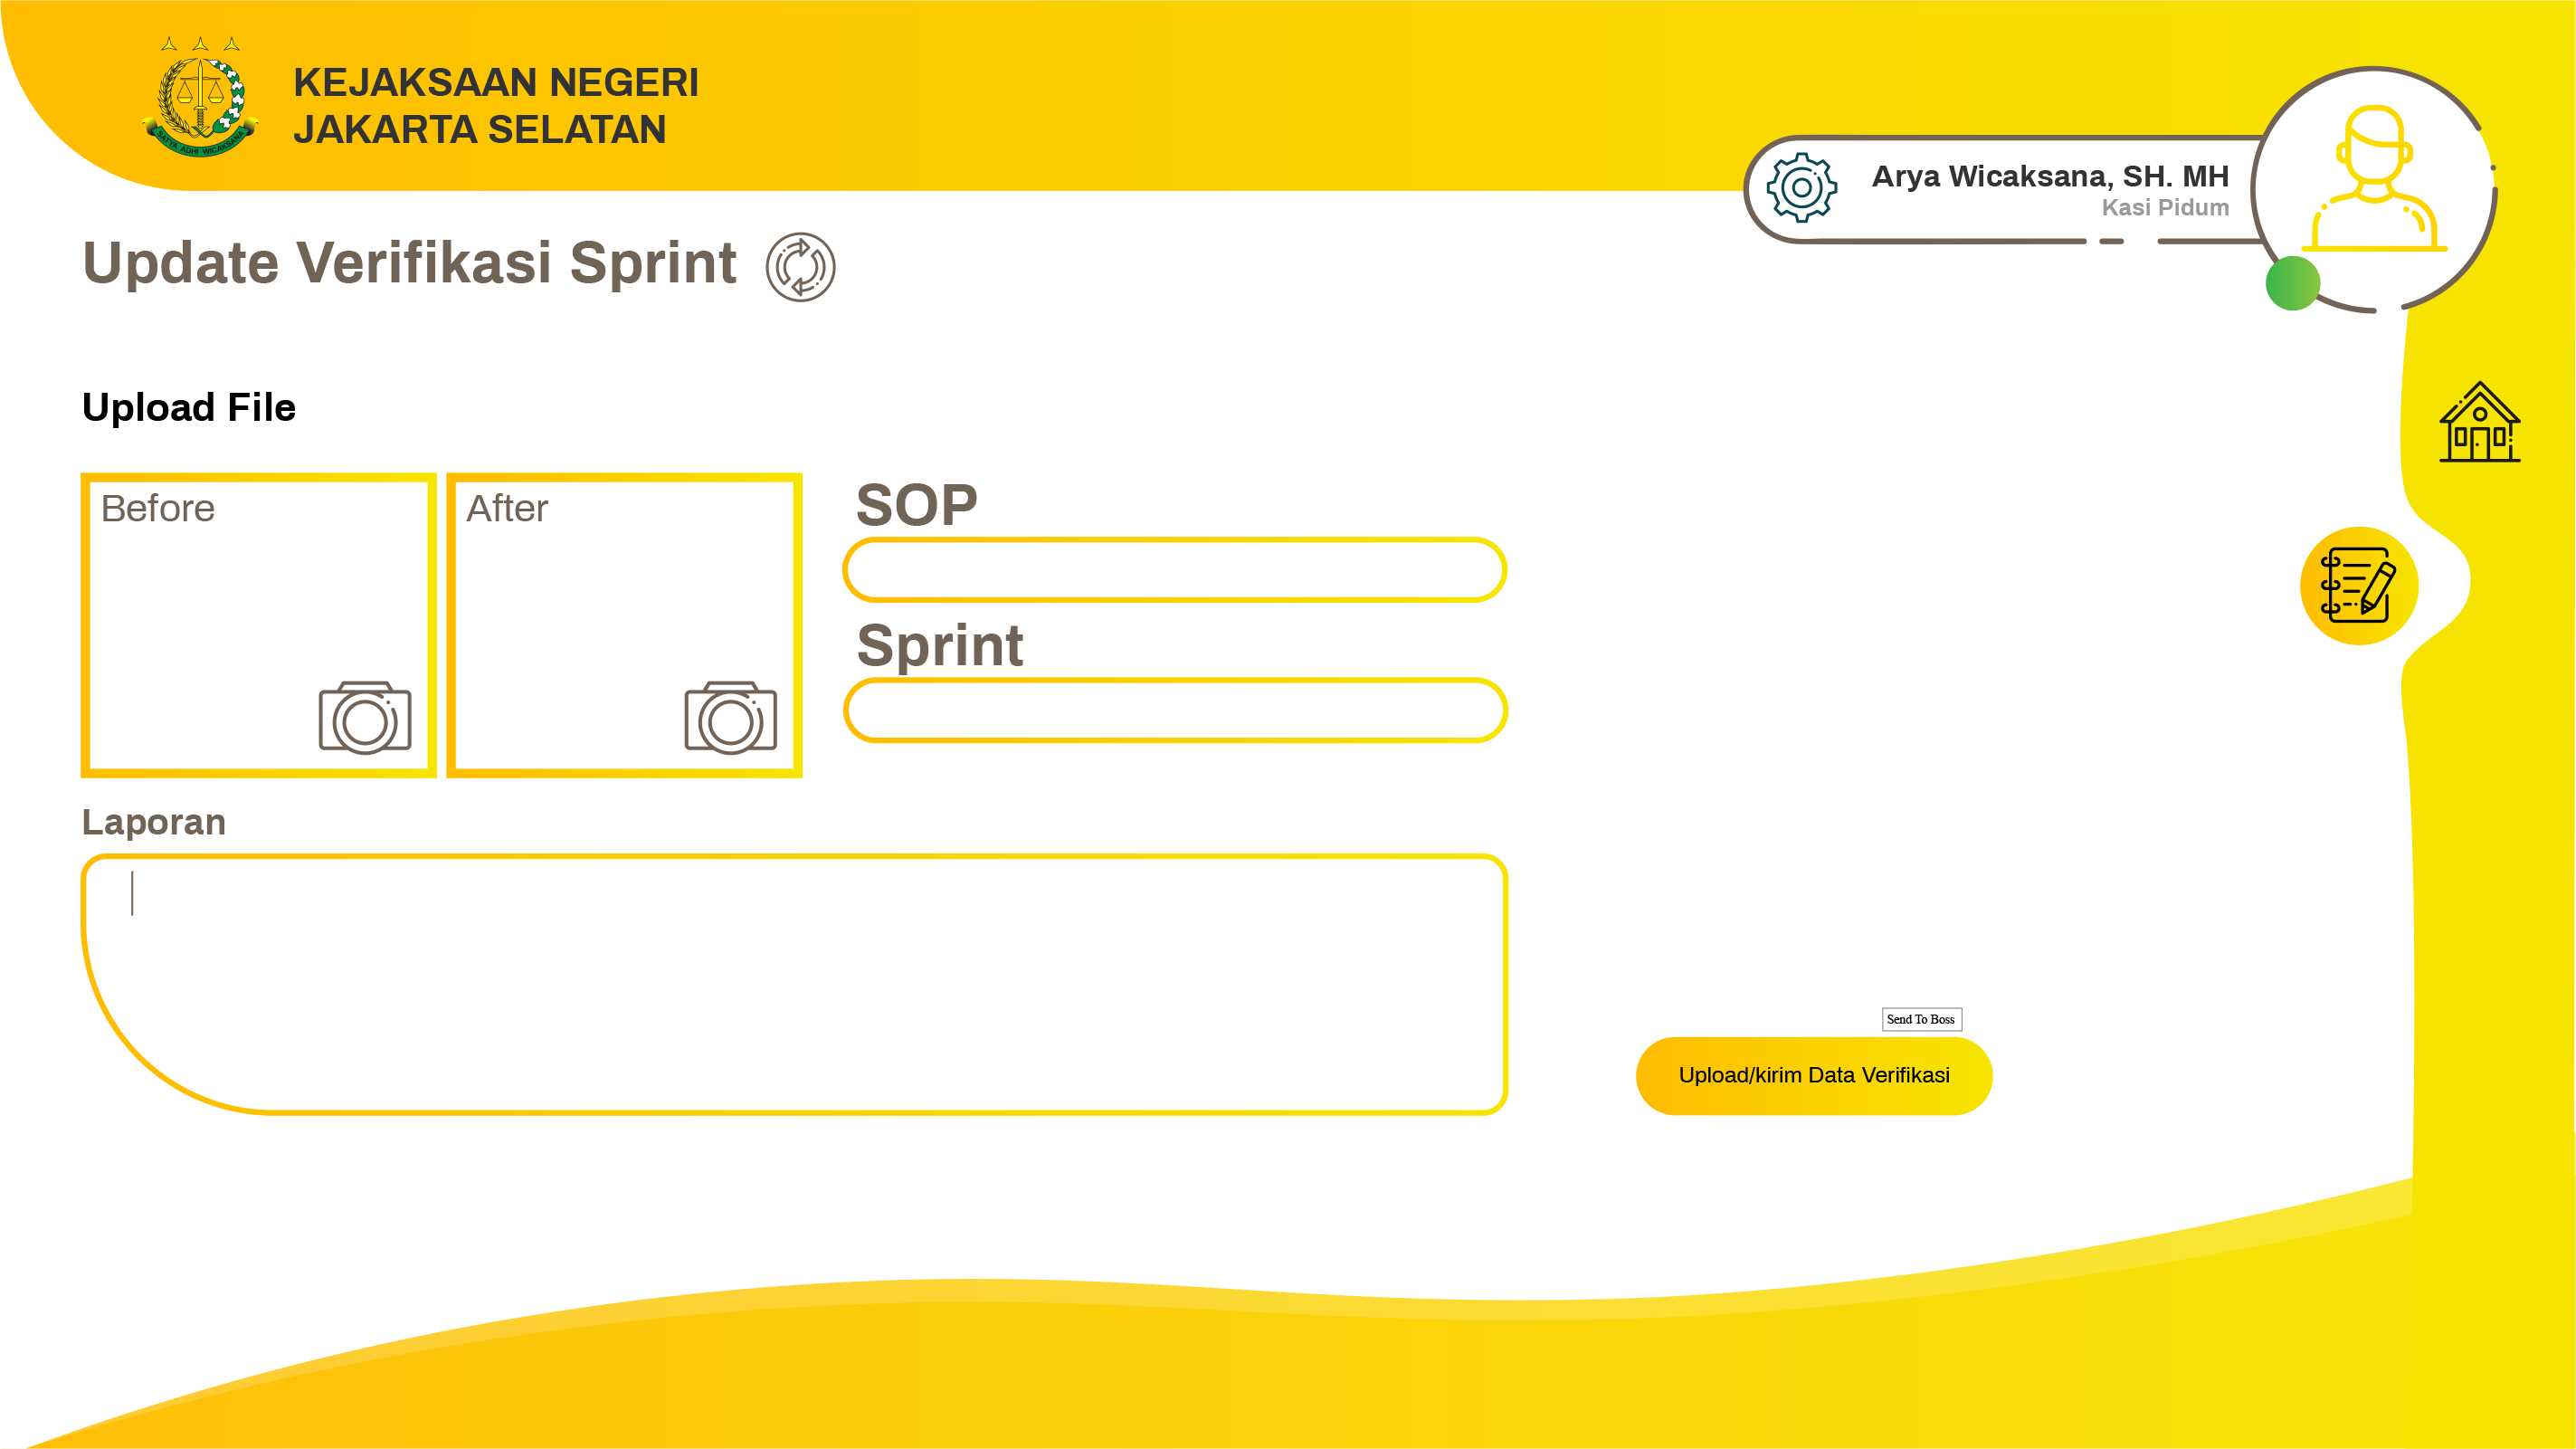 SATYA ADHI WICAKSANA
KEJAKSAAN NEGERI
JAKARTA SELATAN
Arya Wicaksana, SH. MH
Kasi Pidum
Update Verifikasi Sprint
Upload File
Before
After
SOP
Sprint
Laporan
Send To Boss
Upload/kirim Data Verifikasi